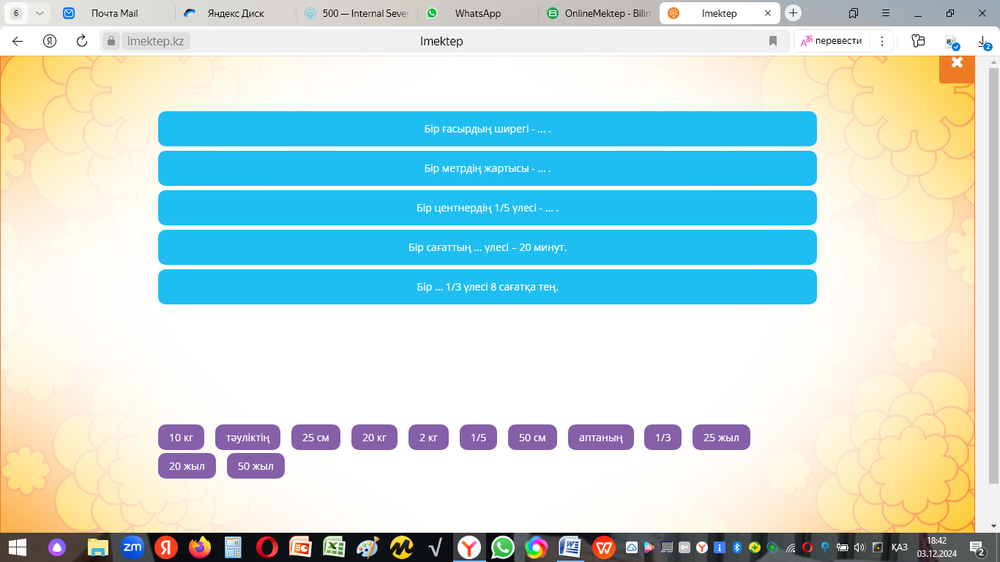 6
Почта Mail
Яндекс Диск
500 — Internal Sever
WhatsApp
OnlineMektep - Bilim
Imektep
imektep.kz
Imektep
перевести
2
Бір ғасырдың ширегі - ... .
Бір метрдің жартысы - ... .
Бір центнердің 1/5 үлесі - ... .
Бір сағаттың ... үлесі – 20 минут.
Бір ... 1/3 үлесі 8 сағатқа тең.
10 кг тәуліктің 25 см 20 кг 2 кг 1/5 50 см аптаның 1/3 25 жыл
20 жыл 50 жыл
ҚАЗ
18:42
03.12.2024
2